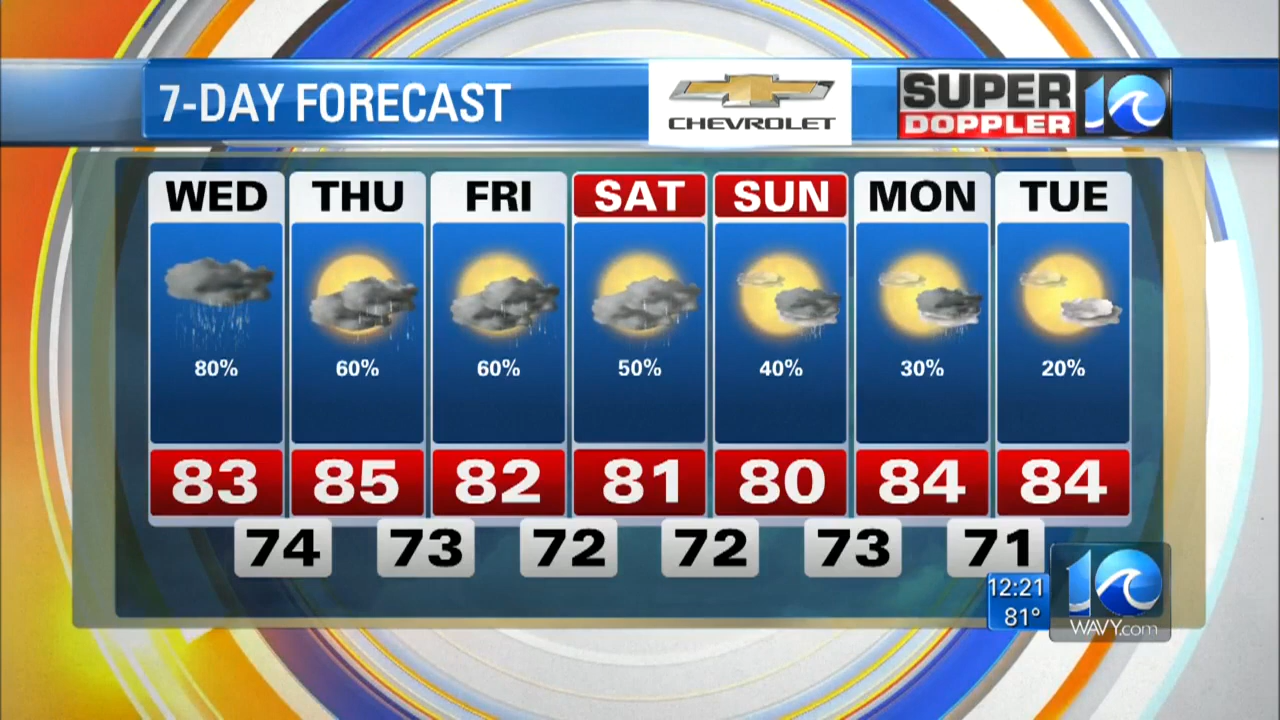 7-DAY FORECAST
CHEVROLET
SUPER
DOPPLER
10
WED THU FRI SAT SUN MON TUE
80% 60% 60% 50% 40% 30% 20%
83 85 82 81 80 84 84
74 73 72 72 73 71
12:21
81°
10
WAVY.com